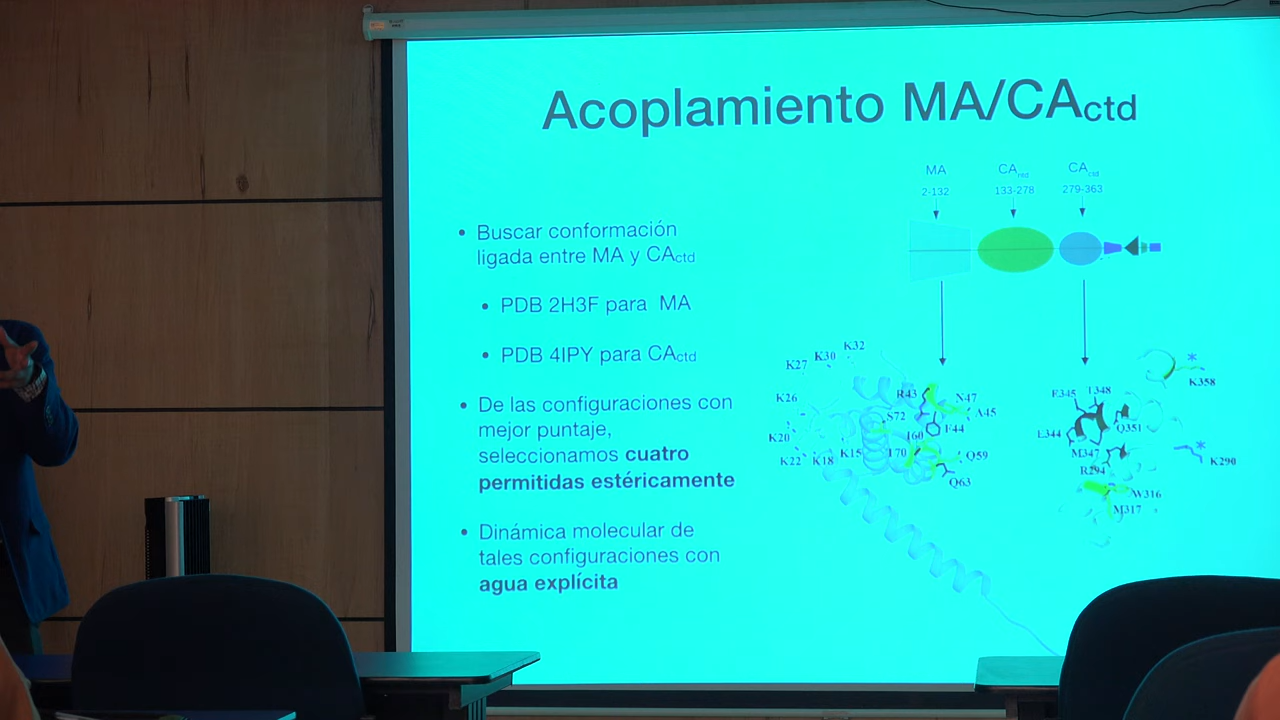 Acoplamiento MA/CActd
MA
2-132
CA
133-278
CActd
279-363
• Buscar conformación
ligada entre MA y CActd
• PDB 2H3F para MA
• PDB 4IPY para CActd
• De las configuraciones con
mejor puntaje,
seleccionamos cuatro
permitidas estéricamente
• Dinámica molecular de
tales configuraciones con
agua explícita
K32
K30
K27
K26
K20
K22
K18
K15
R43
N47
A45
S72
F44
I60
I70
Q59
Q63
*
K358
E345
T348
L344
Q351
M347
R294
*
K290
W316
M317